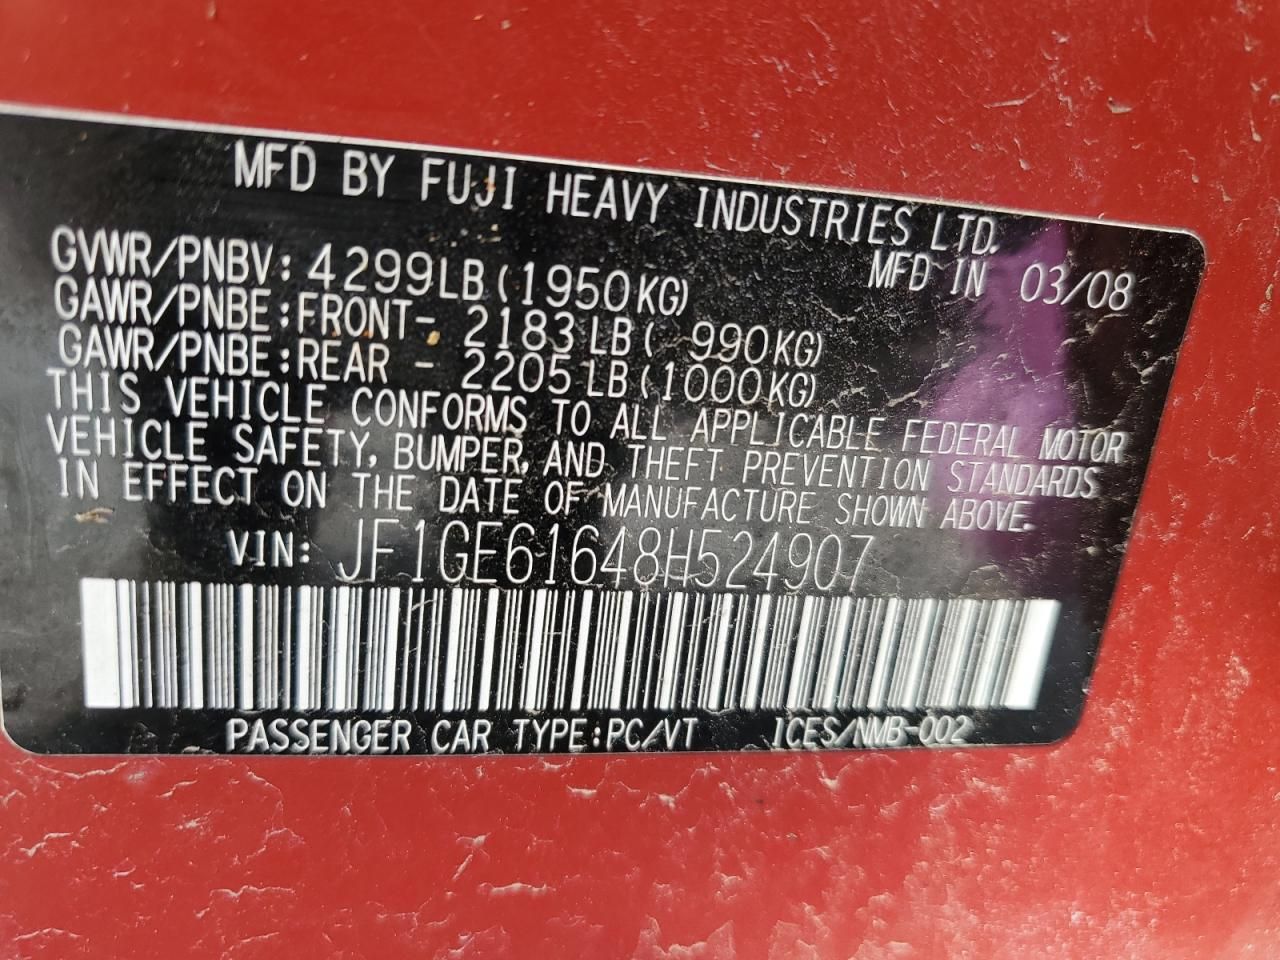 MFD BY FUJI HEAVY INDUSTRIES LTD.
GVWR/PNBV: 4299LB (1950KG) MFD IN 03/08
GAWR/PNBE:FRONT- 2183LB ( 990KG)
GAWR/PNBE:REAR - 2205LB (1000KG)
THIS VEHICLE CONFORMS TO ALL APPLICABLE FEDERAL MOTOR
VEHICLE SAFETY, BUMPER, AND THEFT PREVENTION STANDARDS
IN EFFECT ON THE DATE OF MANUFACTURE SHOWN ABOVE.
VIN: JF1GE61648H524907
PASSENGER CAR TYPE:PC/VT ICES/NMB-002